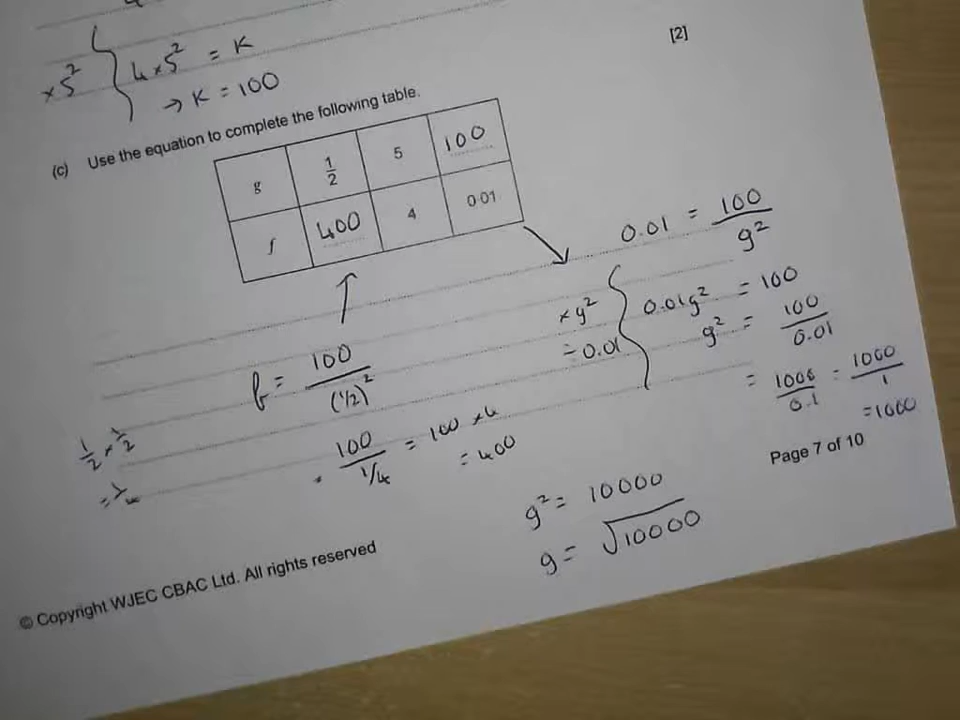 [2]
× 5² { 4 × 5² = K
→ K = 100
(c) Use the equation to complete the following table.
g 1/2 5 100
f 400 4 0.01
0.01 = 100/g²
× g² { 0.01g² = 100
÷ 0.01 g² = 100/0.01
= 1000/0.1 = 1000/1
= 1000
f = 100/(1/2)²
1/2 × 1/2
= 1/4
= 100/1/4 = 100 × 4
= 400
Page 7 of 10
g² = 10000
g = √10000
© Copyright WJEC CBAC Ltd. All rights reserved